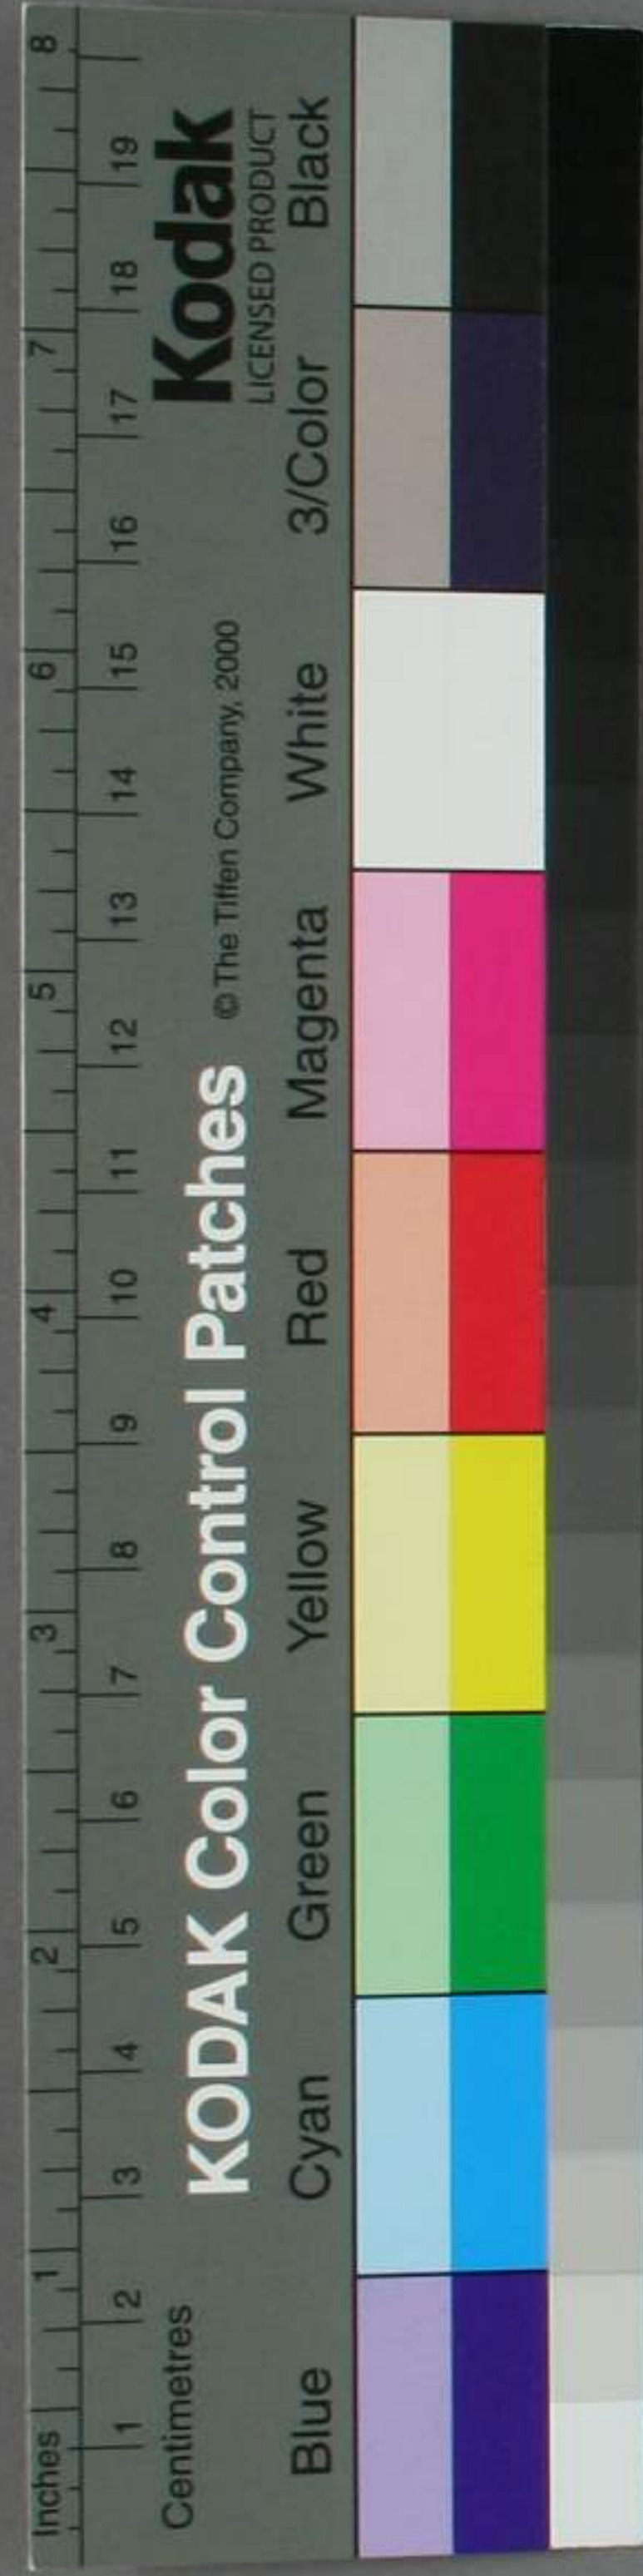 Inches 1 2 3 4 5 6 7 8
1 2 3 4 5 6 7 8 9 10 11 12 13 14 15 16 17 18 19
Centimetres
KODAK Color Control Patches © The Tiffen Company, 2000 Kodak
LICENSED PRODUCT
Blue Cyan Green Yellow Red Magenta White 3/Color Black